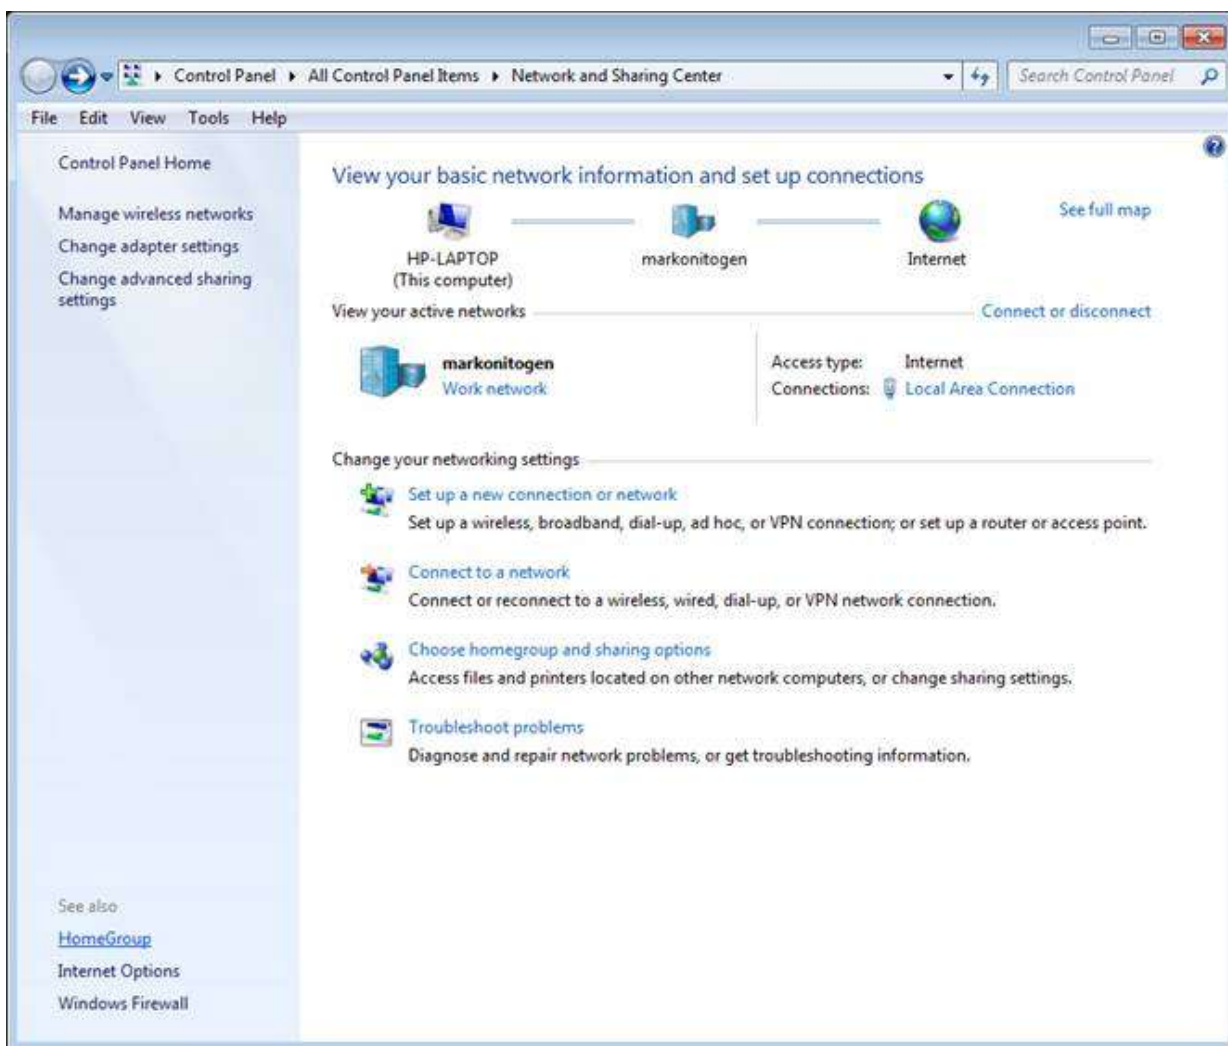 Control Panel All Control Panel Items Network and Sharing Center Search Control Panel
File Edit View Tools Help
Control Panel Home
Manage wireless networks
Change adapter settings
Change advanced sharing
settings
See also
HomeGroup
Internet Options
Windows Firewall
View your basic network information and set up connections
See full map
HP-LAPTOP markonitogen Internet
(This computer)
View your active networks Connect or disconnect
markonitogen Access type: Internet
Work network Connections: Local Area Connection
Change your networking settings
Set up a new connection or network
Set up a wireless, broadband, dial-up, ad hoc, or VPN connection; or set up a router or access point.
Connect to a network
Connect or reconnect to a wireless, wired, dial-up, or VPN network connection.
Choose homegroup and sharing options
Access files and printers located on other network computers, or change sharing settings.
Troubleshoot problems
Diagnose and repair network problems, or get troubleshooting information.